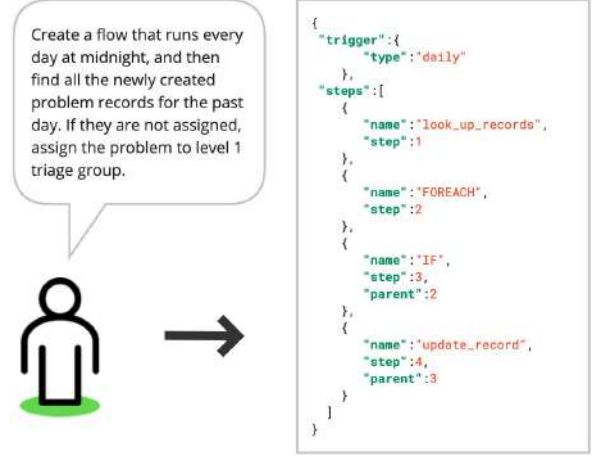 Create a flow that runs every
day at midnight, and then
find all the newly created
problem records for the past
day. If they are not assigned,
assign the problem to level 1
triage group.
{
"trigger":{
"type":"daily"
},
"steps":[
{
"name":"look_up_records",
"step":1
},
{
"name":"FOREACH",
"step":2
},
{
"name":"IF",
"step":3,
"parent":2
},
{
"name":"update_record",
"step":4,
"parent":3
}
]
}